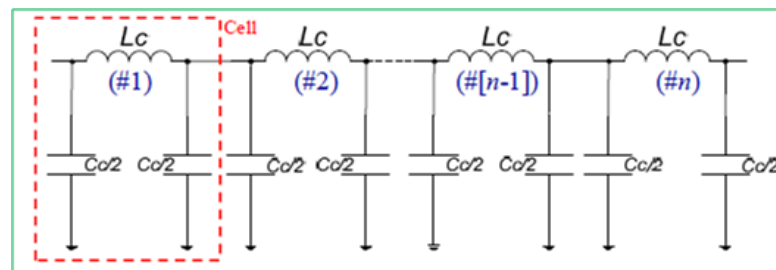 Cell
Lc Lc Lc Lc
(#1) (#2) (#[n-1]) (#n)
Cc/2 Cc/2 Cc/2 Cc/2 Cc/2 Cc/2 Cc/2 Cc/2